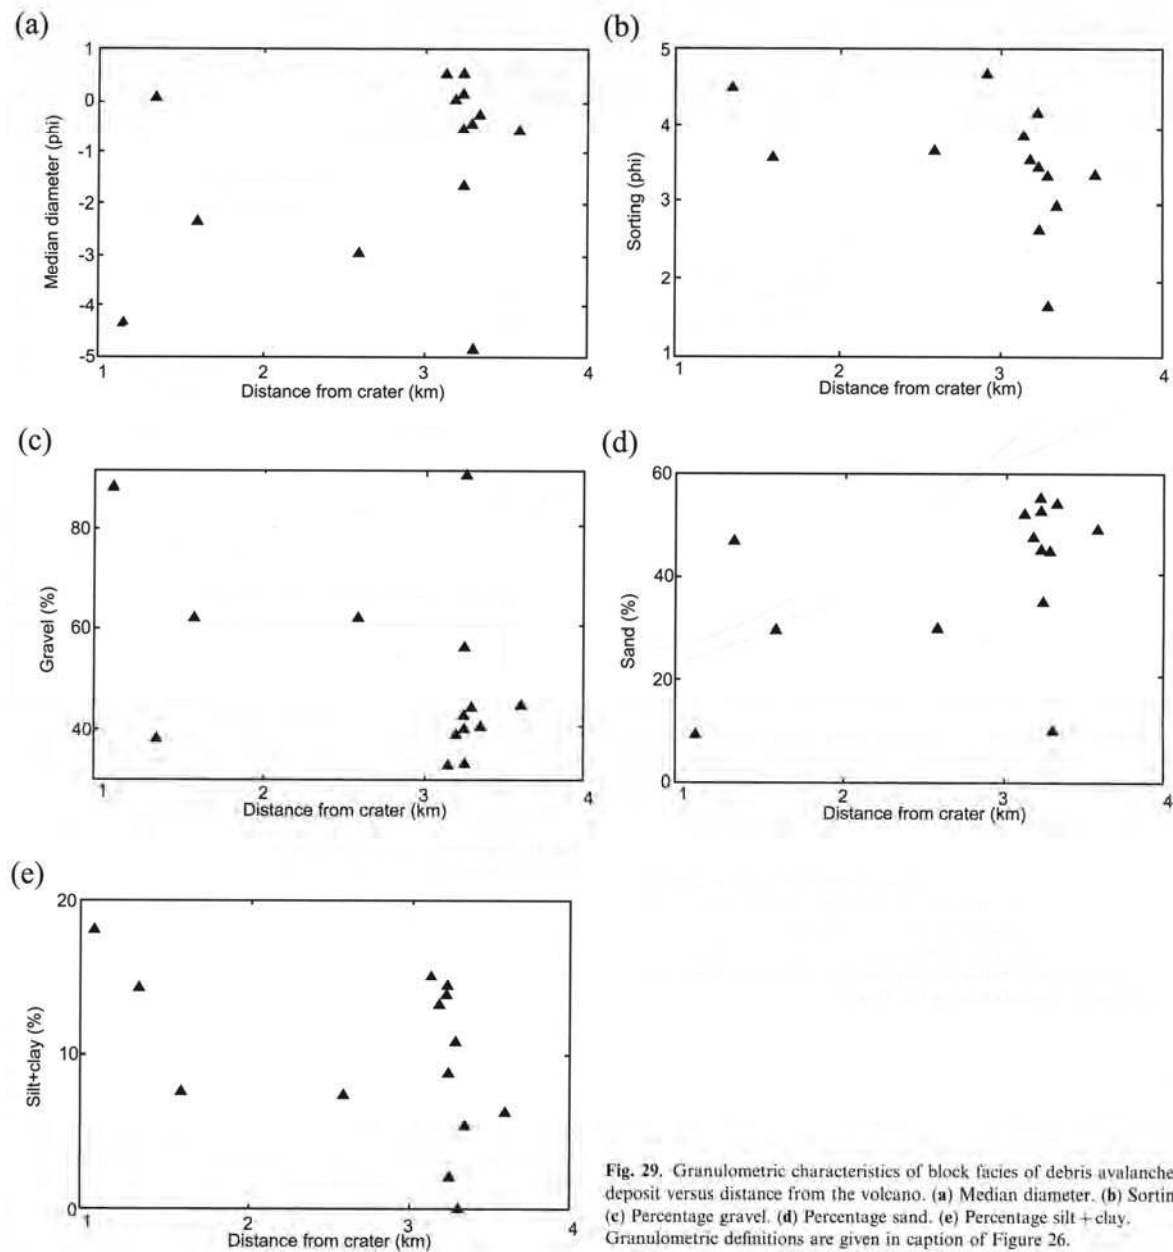 (a)
1
0
-1
-2
-3
-4
-5
Median diameter (phi)
1
2
3
4
Distance from crater (km)
(b)
5
4
3
2
1
Sorting (phi)
1
2
3
4
Distance from crater (km)
(c)
80
60
40
Gravel (%)
1
2
3
4
Distance from crater (km)
(d)
60
40
20
0
Sand (%)
1
2
3
4
Distance from crater (km)
(e)
20
10
0
Silt+clay (%)
1
2
3
4
Distance from crater (km)
Fig. 29. Granulometric characteristics of block facies of debris avalanche
deposit versus distance from the volcano. (a) Median diameter. (b) Sortin
(c) Percentage gravel. (d) Percentage sand. (e) Percentage silt + clay.
Granulometric definitions are given in caption of Figure 26.